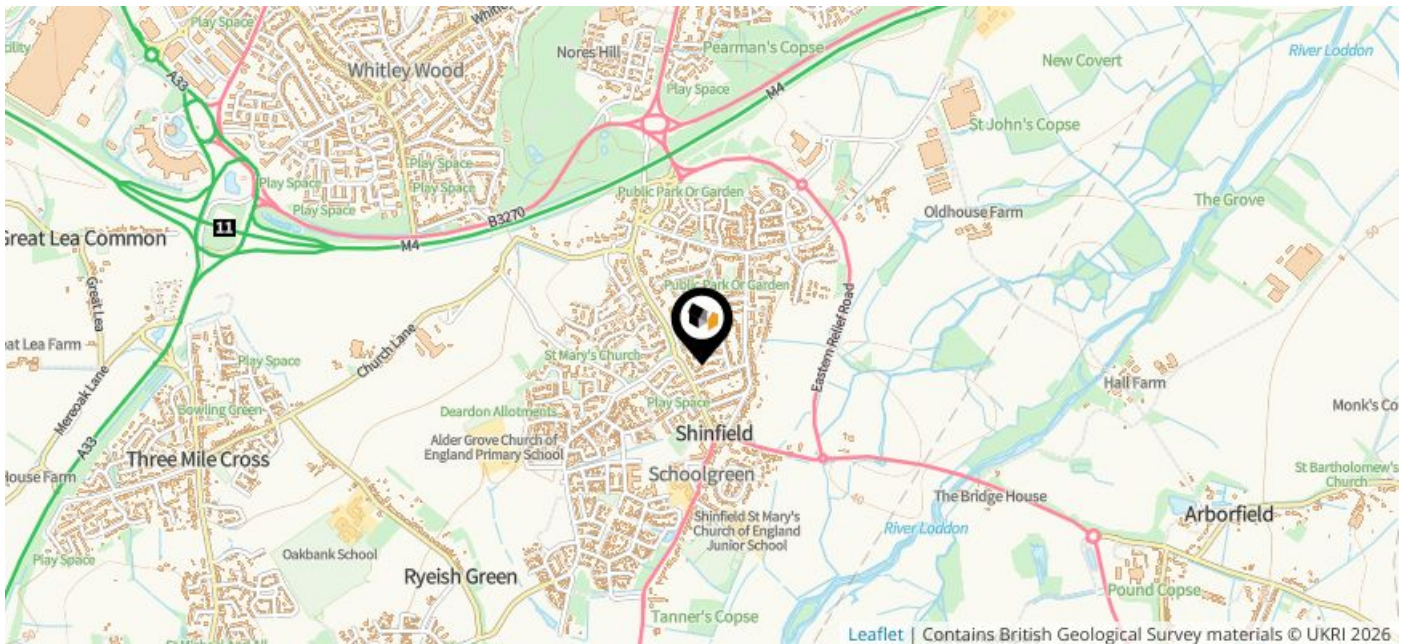 Play Space
Whitley
Nores Hill
Pearman's Copse
River Loddon
New Covert
Whitley Wood
A33
Play Space
M4
St John's Copse
Play Space
Play Space
Play Space
Play Space
Public Park Or Garden
The Grove
50
B3270
Oldhouse Farm
11
M4
Great Lea Common
Great Lea
Public Park Or Garden
Eastern Relief Road
Church Lane
Play Space
St Mary's Church
Hall Farm
Mereoak Lane
Bowling Green
Deardon Allotments
Play Space
Monk's Co
A33
Alder Grove Church of
England Primary School
Shinfield
Three Mile Cross
Schoolgreen
St Bartholomew's
Church
House Farm
40
The Bridge House
Arborfield
Shinfield St Mary's
Church of England
Junior School
River Loddon
Oakbank School
Play Space
Ryeish Green
50
Pound Copse
Tanner's Copse
Leaflet | Contains British Geological Survey materials © UKRI 2026